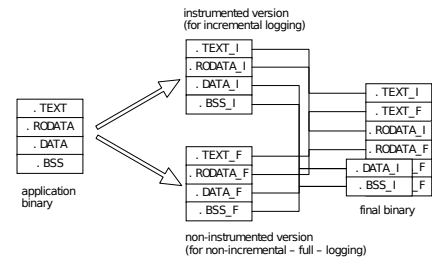 instrumented version
(for incremental logging)
. TEXT_I
. RODATA_I
. DATA_I
. BSS_I
. TEXT
. RODATA
. DATA
. BSS
application
binary
. TEXT_F
. RODATA_F
. DATA_F
. BSS_F
non-instrumented version
(for non-incremental – full – logging)
. TEXT_I
. TEXT_F
. RODATA_I
. RODATA_F
. DATA_I _F
. BSS_I _F
final binary